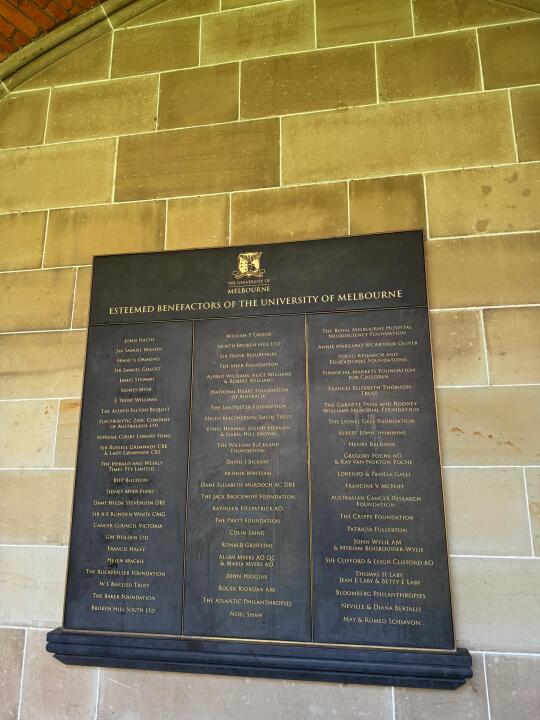 THE UNIVERSITY OF
MELBOURNE
ESTEEMED BENEFACTORS OF THE UNIVERSITY OF MELBOURNE
JOHN HASTIE
SIR SAMUEL WILSON
FRANCIS ORMOND
SIR SAMUEL GILLOTT
JAMES STEWART
SIDNEY MYER
E TRUBY WILLIAMS
THE ALFRED FELTON BEQUEST
ELECTROLYTIC ZINC COMPANY
OF AUSTRALASIA LTD
SUPREME COURT LIBRARY FUND
SIR RUSSELL GRIMWADE CBE
& LADY GRIMWADE CBE
THE HERALD AND WEEKLY
TIMES PTY LIMITED
BHP BILLITON
SIDNEY MYER FUND
DAME HILDA STEVENSON DBE
SIR A E ROWDEN WHITE CMG
CANCER COUNCIL VICTORIA
GM HOLDEN LTD
FRANCIS HALEY
HELEN MACKIE
THE ROCKEFELLER FOUNDATION
W L BAILLIEU TRUST
THE BAKER FOUNDATION
BROKEN HILL SOUTH LTD
WILLIAM P GREENE
NORTH BROKEN HILL LTD
SIR FRANK BEAUREPAIRE
THE MYER FOUNDATION
ALFRED WILLIAMS, ALICE WILLIAMS
& ROBERT WILLIAMS
NATIONAL HEART FOUNDATION
OF AUSTRALIA
THE IAN POTTER FOUNDATION
HELEN MACPHERSON SMITH TRUST
ETHEL HERMAN, JOSEPH HERMAN
& ISABEL HILL BROWN
THE WILLIAM BUCKLAND
FOUNDATION
DAVID J BICKART
ARTHUR WHITLAM
DAME ELISABETH MURDOCH AC DBE
THE JACK BROCKHOFF FOUNDATION
KATHLEEN FITZPATRICK AO
THE PRATT FOUNDATION
COLIN LAING
RONALD GRIFFITHS
ALLAN MYERS AO QC
& MARIA MYERS AO
JOHN HIGGINS
ROGER RIORDAN AM
THE ATLANTIC PHILANTHROPIES
NOEL SHAW
THE ROYAL MELBOURNE HOSPITAL
NEUROSCIENCE FOUNDATION
ANNIE MARGARET MCARTHUR OLIVER
VIDEO RESEARCH AND
EDUCATIONAL FOUNDATIONS
FINANCIAL MARKETS FOUNDATION
FOR CHILDREN
FRANCES ELIZABETH THOMSON
TRUST
THE GARNETT PASSE AND RODNEY
WILLIAMS MEMORIAL FOUNDATION
THE LIONEL GELL FOUNDATION
ALBERT JOHN SHIMMINS
HENRY BALDWIN
GREGORY POCHE AO
& KAY VAN NORTON POCHE
LORENZO & PAMELA GALLI
FRANCINE V MCNIFF
AUSTRALIAN CANCER RESEARCH
FOUNDATION
THE CRIPPS FOUNDATION
PATRICIA FULLERTON
JOHN WYLIE AM
& MYRIAM BOISBOUVIER-WYLIE
SUE CLIFFORD & LEIGH CLIFFORD AO
THOMAS H LABY
JEAN E LABY & BETTY E LABY
BLOOMBERG PHILANTHROPIES
NEVILLE & DIANA BERTALLI
MAY & ROMEO SCHIAVON